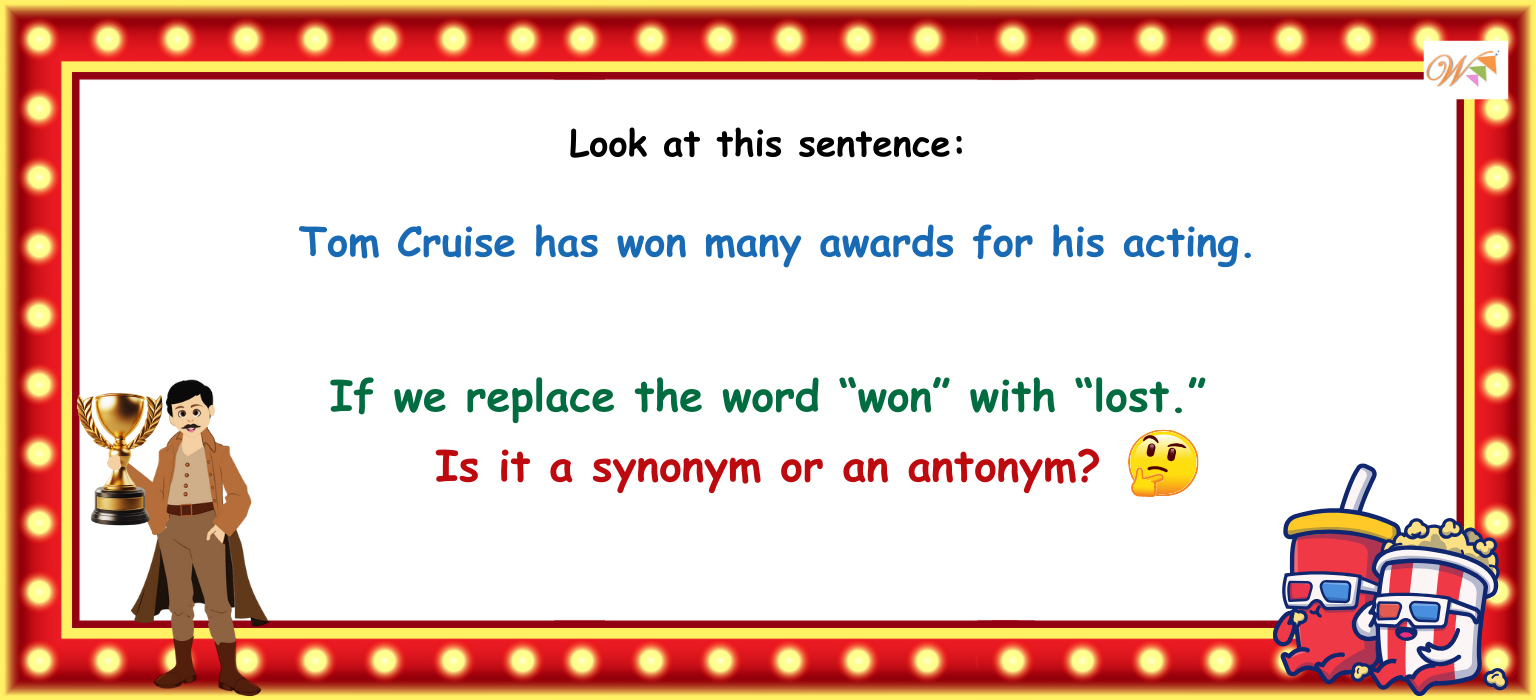 Look at this sentence:
Tom Cruise has won many awards for his acting.
If we replace the word “won” with “lost.”
Is it a synonym or an antonym?
W